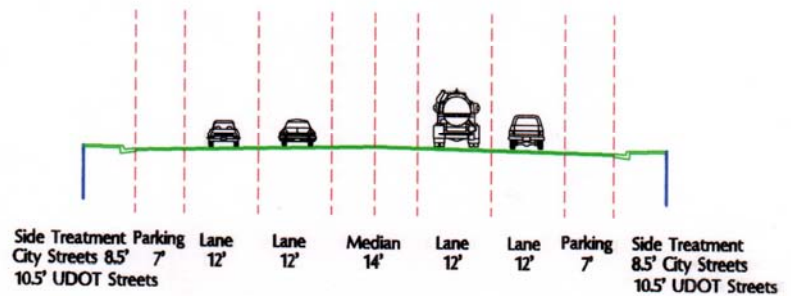 Side Treatment
City Streets 8.5'
10.5' UDOT Streets
Parking
7'
Lane
12'
Lane
12'
Median
14'
Lane
12'
Lane
12'
Parking
7'
Side Treatment
8.5' City Streets
10.5' UDOT Streets